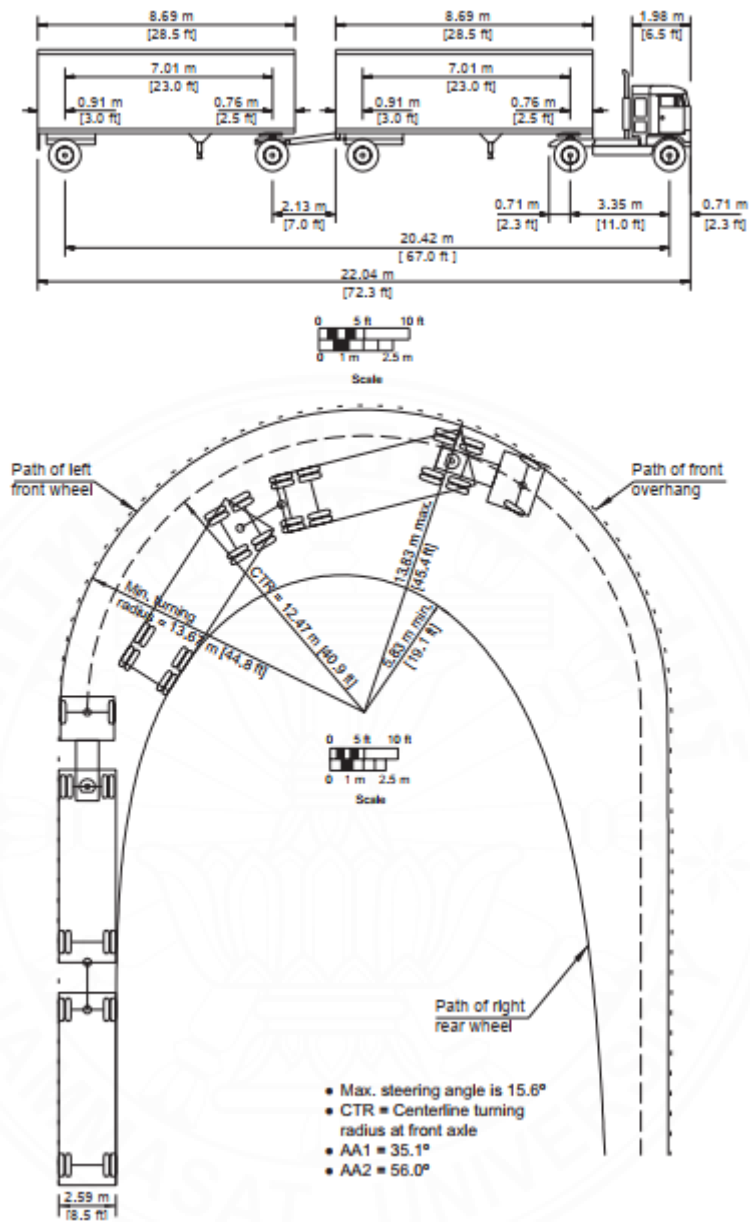 8.69 m
[28.5 ft]
8.69 m
[28.5 ft]
1.98 m
[6.5 ft]
7.01 m
[23.0 ft]
7.01 m
[23.0 ft]
0.91 m
[3.0 ft]
0.76 m
[2.5 ft]
0.91 m
[3.0 ft]
0.76 m
[2.5 ft]
2.13 m
[7.0 ft]
0.71 m
[2.3 ft]
3.35 m
[11.0 ft]
0.71 m
[2.3 ft]
20.42 m
[ 67.0 ft ]
22.04 m
[72.3 ft]
0 5 ft 10 ft
0 1 m 2.5 m
Scale
Path of left
front wheel
Path of front
overhang
13.83 m max.
[45.4 ft]
CTR = 12.47 m [40.9 ft]
Min. turning
radius = 13.67 m [44.8 ft]
5.83 m min.
[19.1 ft]
0 5 ft 10 ft
0 1 m 2.5 m
Scale
Path of right
rear wheel
• Max. steering angle is 15.6º
• CTR = Centerline turning
radius at front axle
• AA1 = 35.1º
• AA2 = 56.0º
2.59 m
[8.5 ft]
THAMMASAT UNIVERSITY